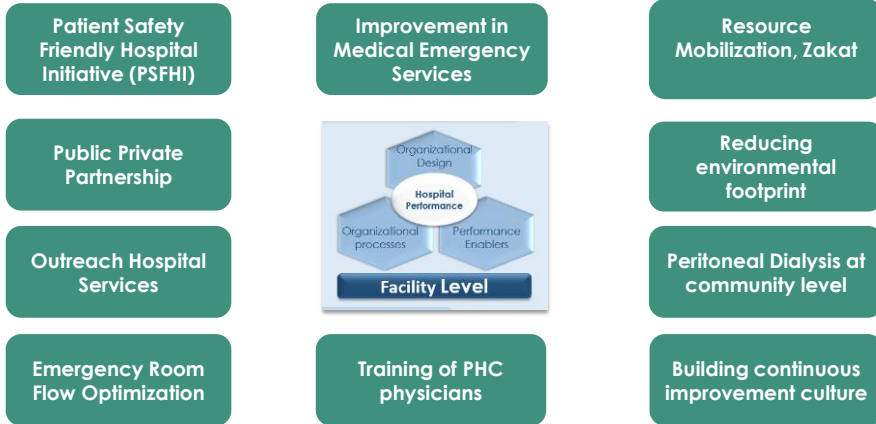 Patient Safety
Friendly Hospital
Initiative (PSFHI)
Improvement in
Medical Emergency
Services
Resource
Mobilization, Zakat
Public Private
Partnership
Organizational
Design
Hospital
Performance
Organizational
processes
Performance
Enablers
Facility Level
Reducing
environmental
footprint
Outreach Hospital
Services
Peritoneal Dialysis at
community level
Emergency Room
Flow Optimization
Training of PHC
physicians
Building continuous
improvement culture